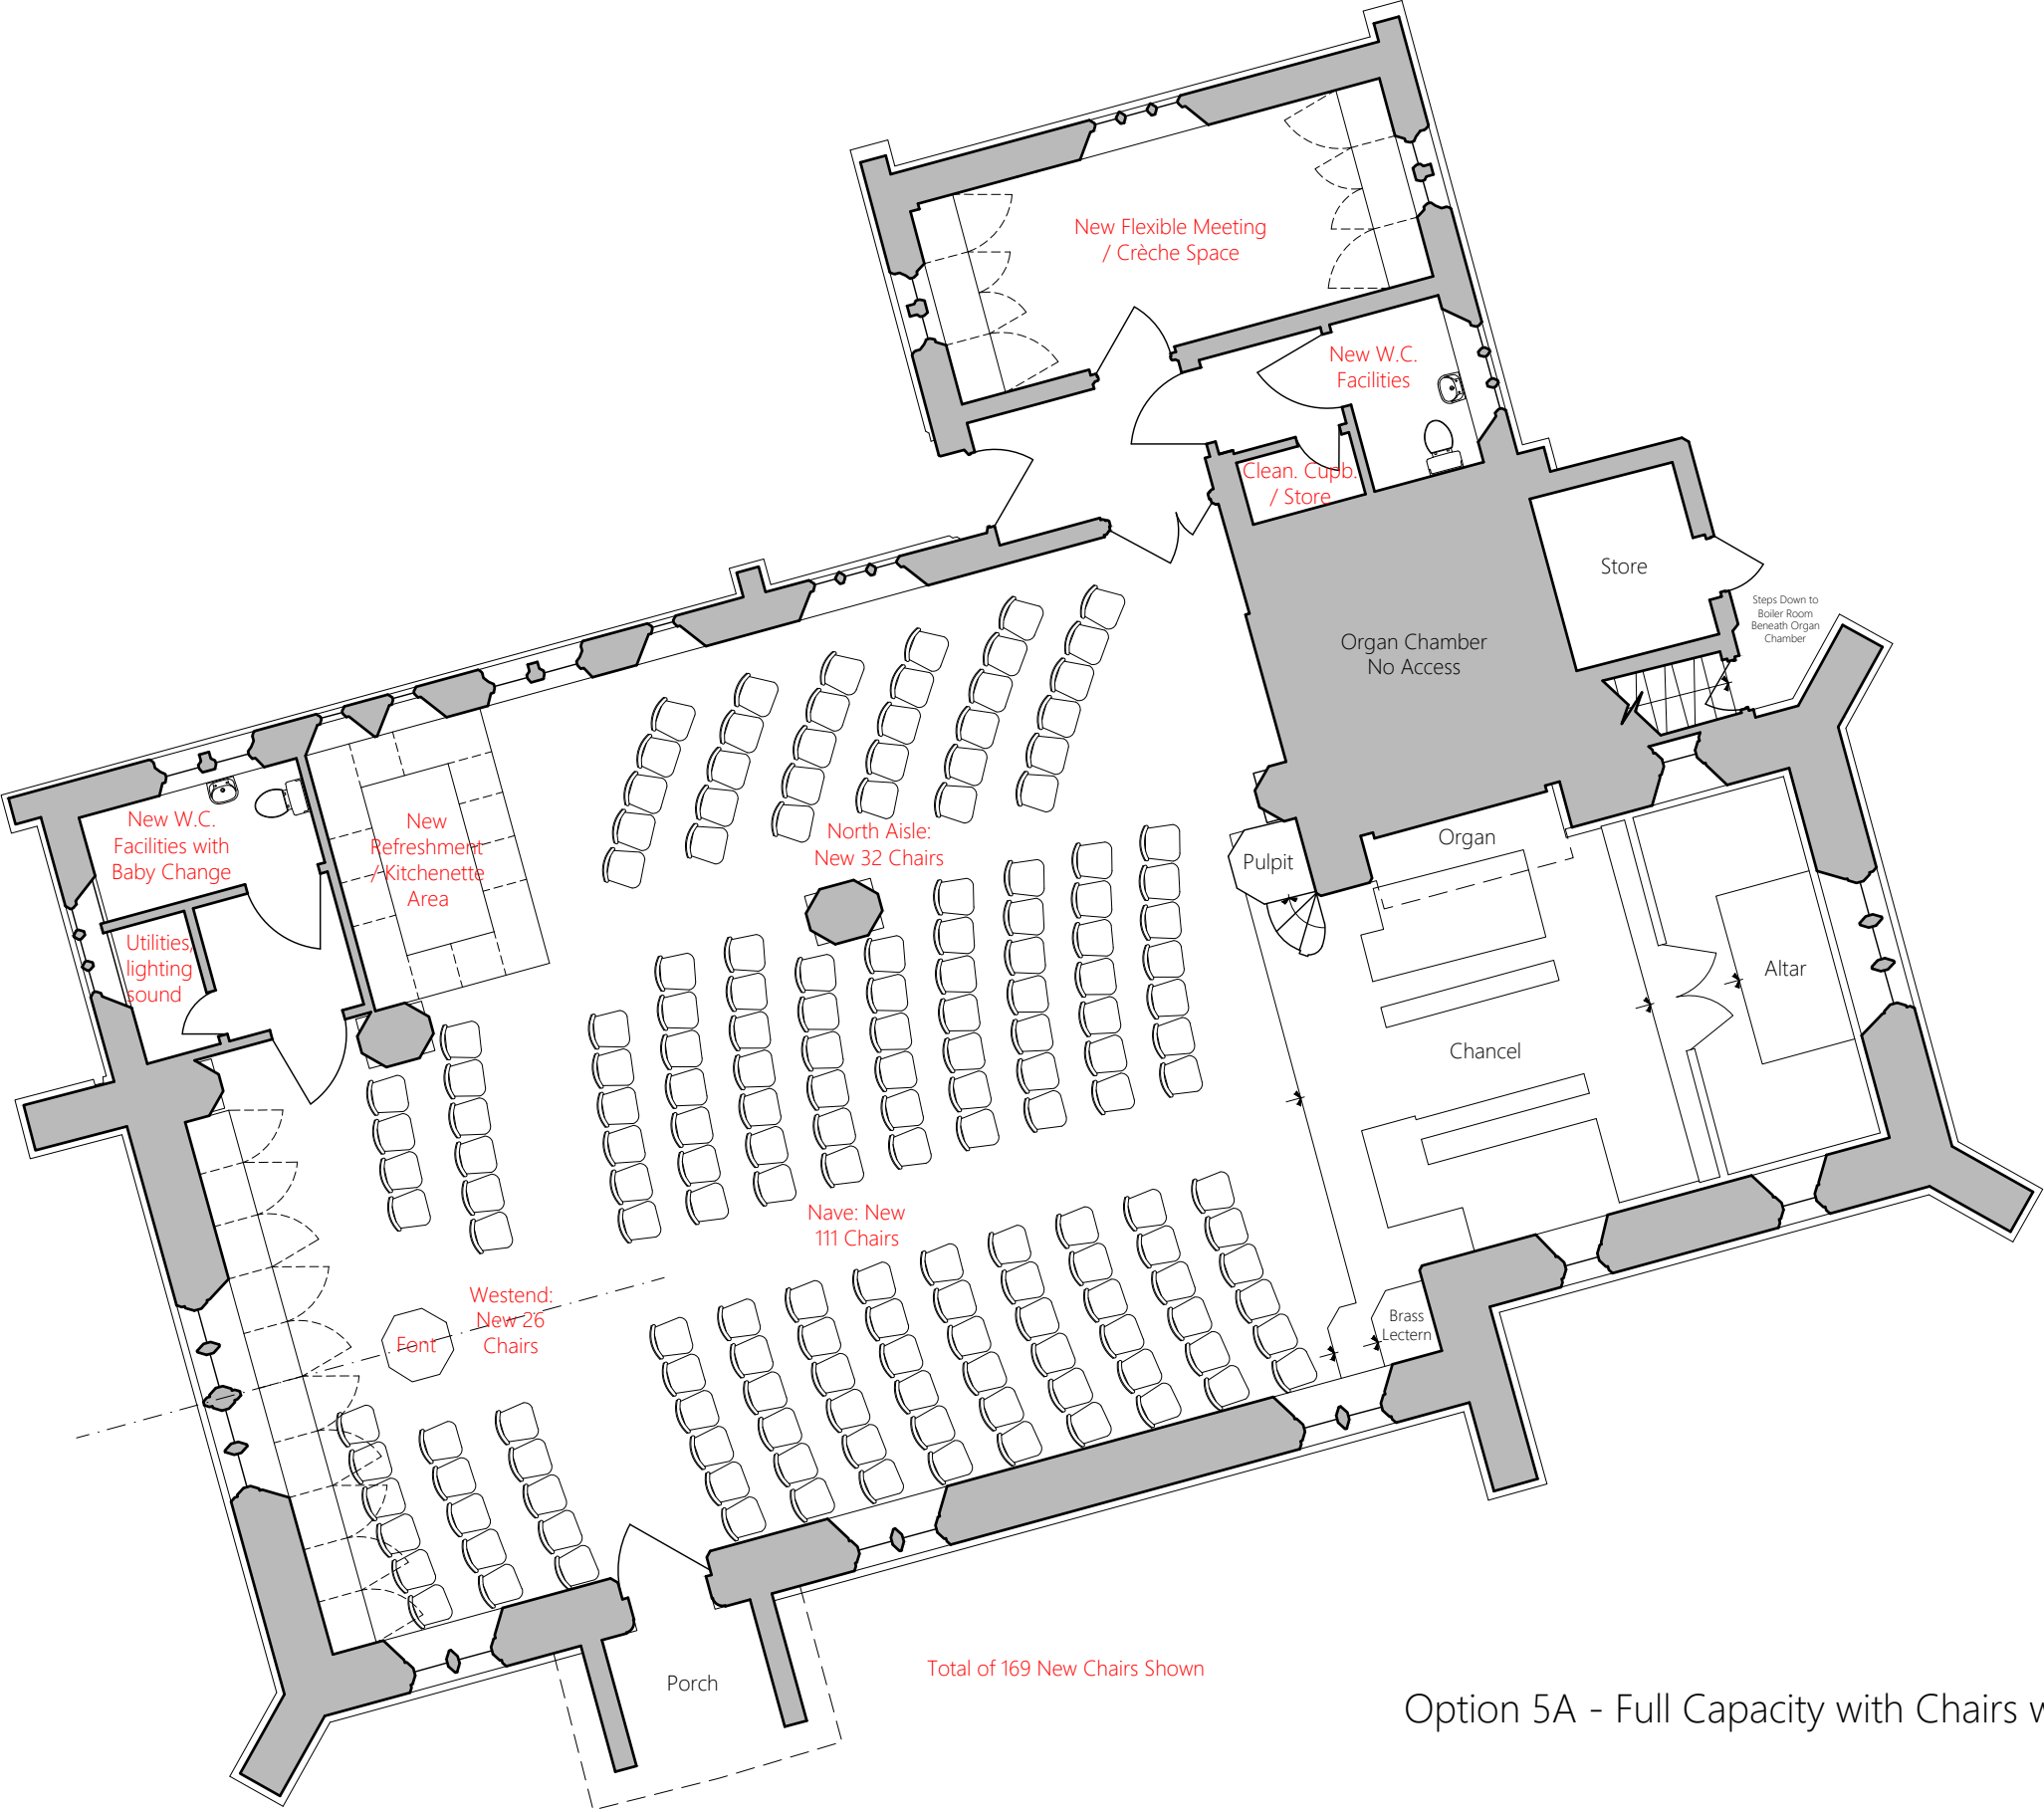 New Flexible Meeting
/ Crèche Space
New W.C.
Facilities
Clean. Cupb.
/ Store
Store
Steps Down to
Boiler Room
Beneath Organ
Chamber
Organ Chamber
No Access
New W.C.
Facilities with
Baby Change
New
Refreshment
/ Kitchenette
Area
North Aisle:
New 32 Chairs
Pulpit
Organ
Utilities,
lighting
sound
Altar
Chancel
Nave: New
111 Chairs
Westend:
New 26
Chairs
Font
Brass
Lectern
Porch
Total of 169 New Chairs Shown
Option 5A - Full Capacity with Chairs